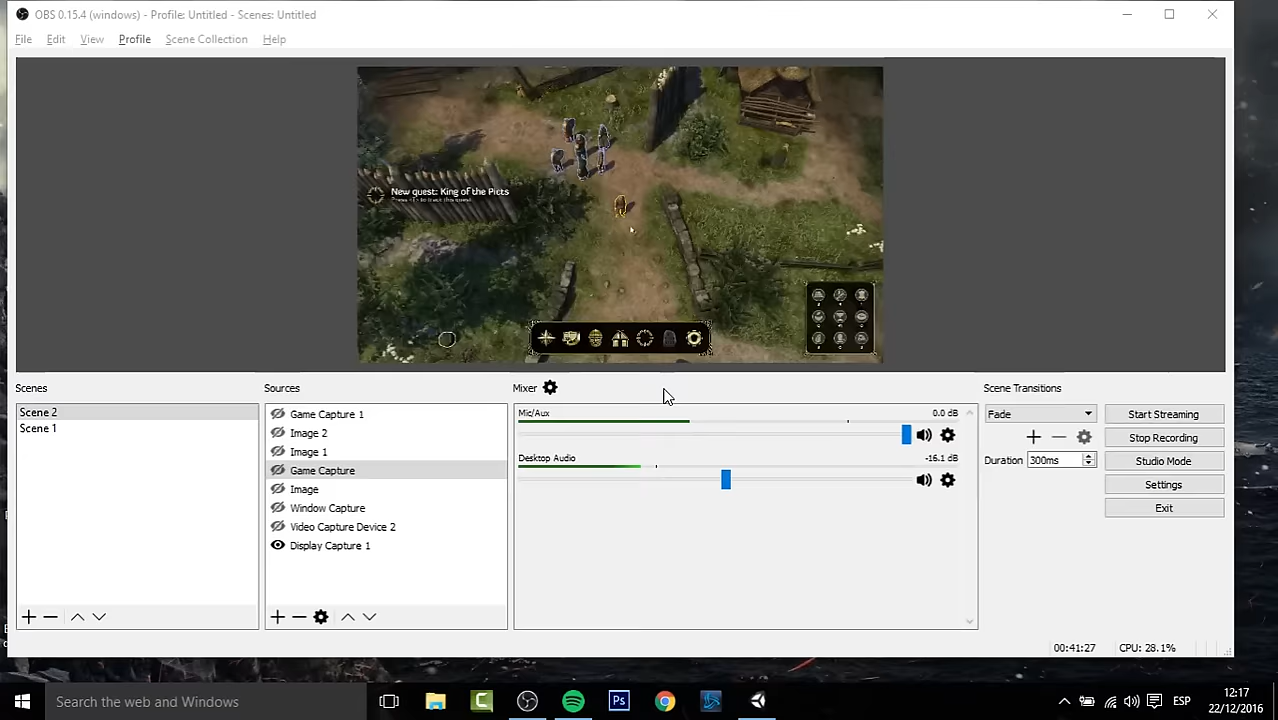 OBS 0.15.4 (windows) - Profile: Untitled - Scenes: Untitled
File Edit View Profile Scene Collection Help
New quest: King of the Picts
Scenes
Scene 2
Scene 1
Sources
Game Capture 1
Image 2
Image 1
Game Capture
Image
Window Capture
Video Capture Device 2
Display Capture 1
Mixer
Mic/Aux 0.0 dB
Desktop Audio -16.1 dB
Scene Transitions
Fade
Duration 300ms
Start Streaming
Stop Recording
Studio Mode
Settings
Exit
00:41:27 CPU: 28.1%
Search the web and Windows
Ps
ESP
12:17
22/12/2016